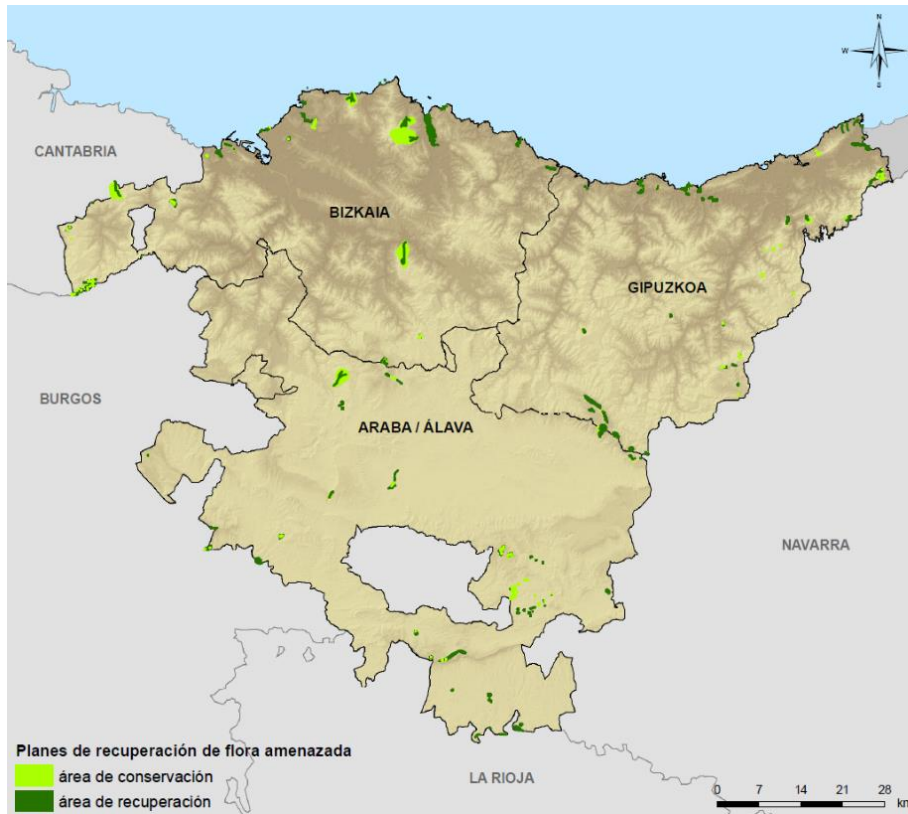 N
W
E
S
CANTABRIA
BIZKAIA
GIPUZKOA
BURGOS
ARABA / ÁLAVA
NAVARRA
Planes de recuperación de flora amenazada
área de conservación
área de recuperación
LA RIOJA
0 7 14 21 28
km